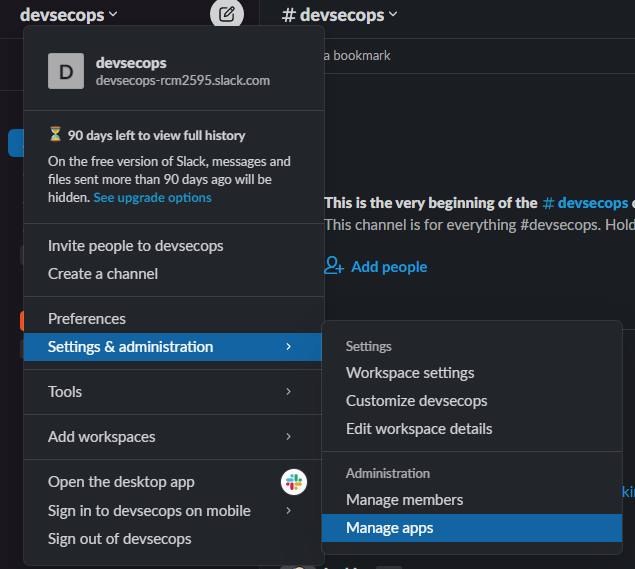 devsecops
# devsecops
D
devsecops
devsecops-rcm2595.slack.com
a bookmark
90 days left to view full history
On the free version of Slack, messages and
files sent more than 90 days ago will be
hidden. See upgrade options
This is the very beginning of the # devsecops
This channel is for everything #devsecops. Hold
Add people
Invite people to devsecops
Create a channel
Preferences
Settings & administration
Tools
Add workspaces
Open the desktop app
Sign in to devsecops on mobile
Sign out of devsecops
Settings
Workspace settings
Customize devsecops
Edit workspace details
Administration
Manage members
Manage apps